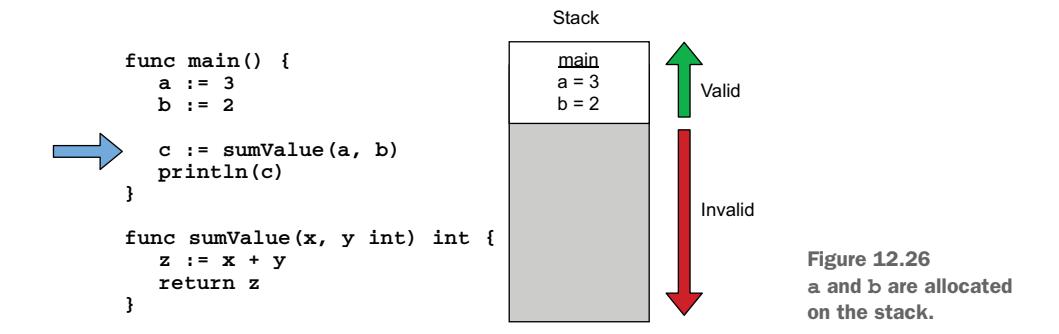 Stack
func main() {
a := 3
b := 2
c := sumValue(a, b)
println(c)
}
func sumValue(x, y int) int {
z := x + y
return z
}
main
a = 3
b = 2
Valid
Invalid
Figure 12.26
a and b are allocated
on the stack.